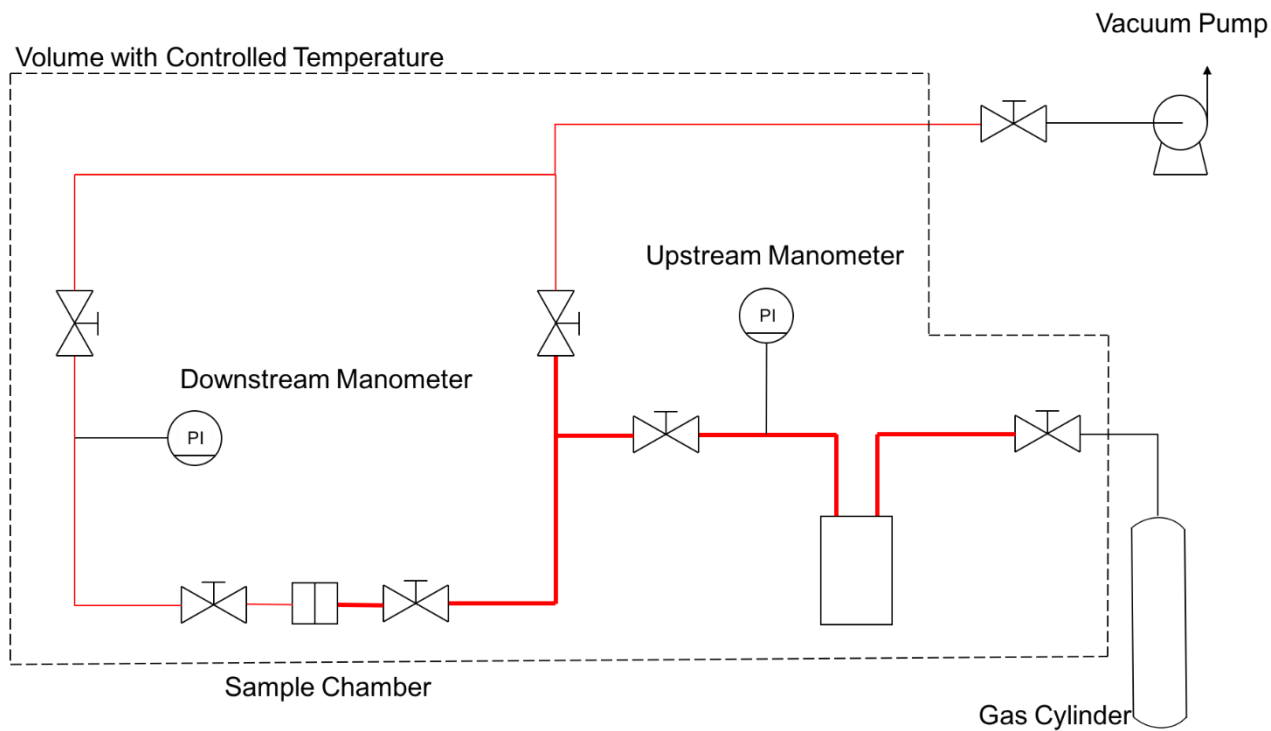 Vacuum Pump
Volume with Controlled Temperature
Upstream Manometer
PI
Downstream Manometer
PI
Sample Chamber
Gas Cylinder